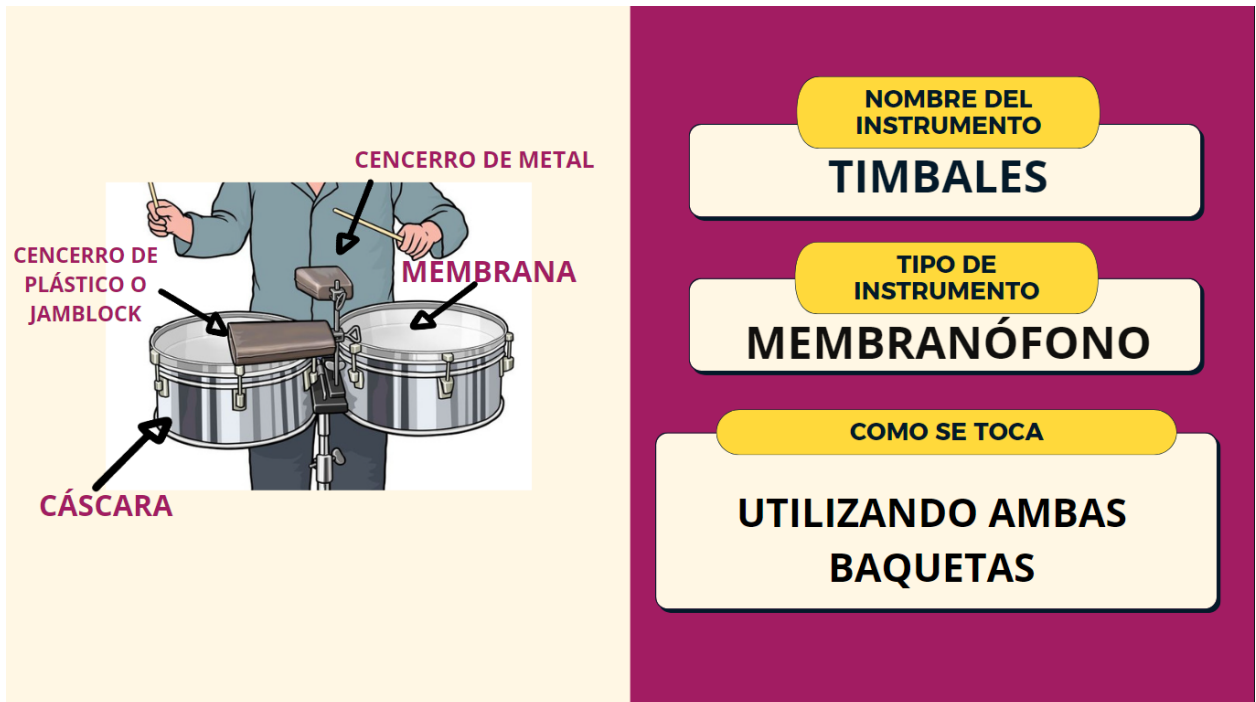 CENCERRO DE METAL
CENCERRO DE
PLÁSTICO O
JAMBLOCK
MEMBRANA
CÁSCARA
NOMBRE DEL
INSTRUMENTO
TIMBALES
TIPO DE
INSTRUMENTO
MEMBRANÓFONO
COMO SE TOCA
UTILIZANDO AMBAS
BAQUETAS